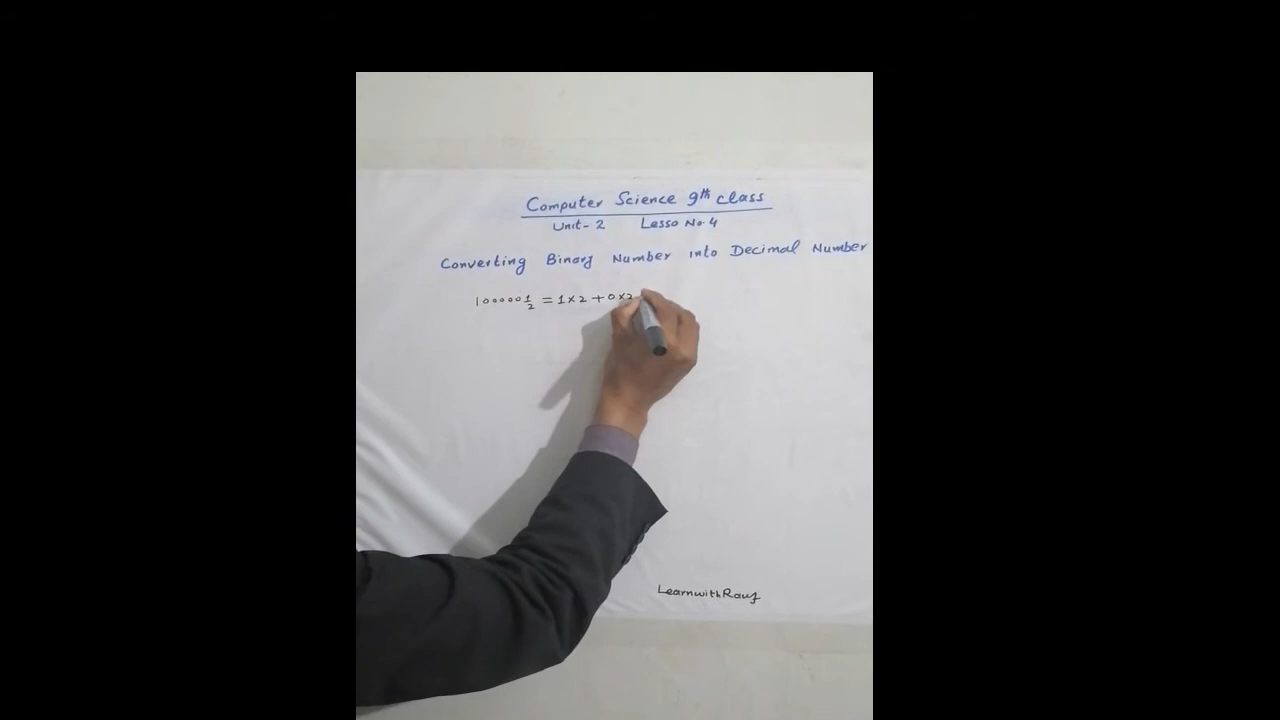 Computer Science 9th class
Unit- 2 Lesso No. 4
Converting Binary Number into Decimal Number
1000001₂ = 1×2 + 0×2
LearnwithRauf